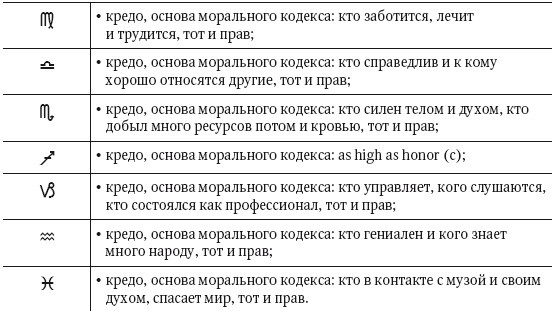 ♍ • кредо, основа морального кодекса: кто заботится, лечит
и трудится, тот и прав;
♎ • кредо, основа морального кодекса: кто справедлив и к кому
хорошо относятся другие, тот и прав;
♏ • кредо, основа морального кодекса: кто силен телом и духом, кто
добыл много ресурсов потом и кровью, тот и прав;
♐ • кредо, основа морального кодекса: as high as honor (с);
♑ • кредо, основа морального кодекса: кто управляет, кого слушаются,
кто состоялся как профессионал, тот и прав;
♒ • кредо, основа морального кодекса: кто гениален и кого знает
много народу, тот и прав;
♓ • кредо, основа морального кодекса: кто в контакте с музой и своим
духом, спасает мир, тот и прав.